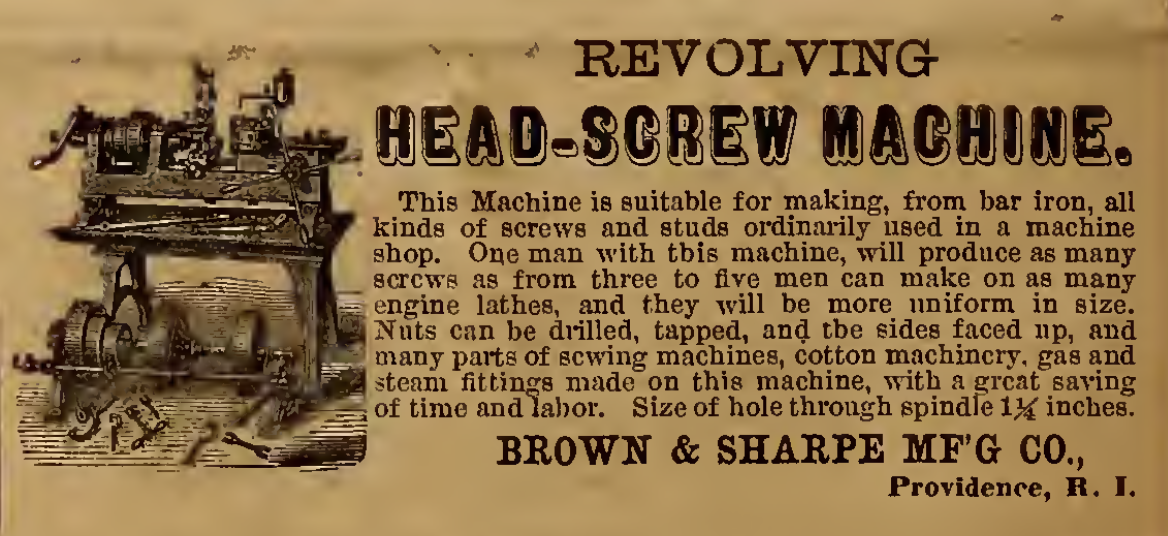 REVOLVING
HEAD-SCREW MACHINE.
This Machine is suitable for making, from bar iron, all
kinds of screws and studs ordinarily used in a machine
shop. One man with this machine, will produce as many
screws as from three to five men can make on as many
engine lathes, and they will be more uniform in size.
Nuts can be drilled, tapped, and the sides faced up, and
many parts of sewing machines, cotton machinery, gas and
steam fittings made on this machine, with a great saving
of time and labor. Size of hole through spindle 1¼ inches.
BROWN & SHARPE MF'G CO.,
Providence, R. I.